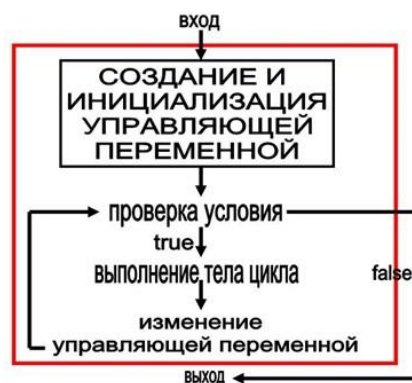 вход
СОЗДАНИЕ И
ИНИЦИАЛИЗАЦИЯ
УПРАВЛЯЮЩЕЙ
ПЕРЕМЕННОЙ
проверка условия
true
выполнение тела цикла
false
изменение
управляющей переменной
выход